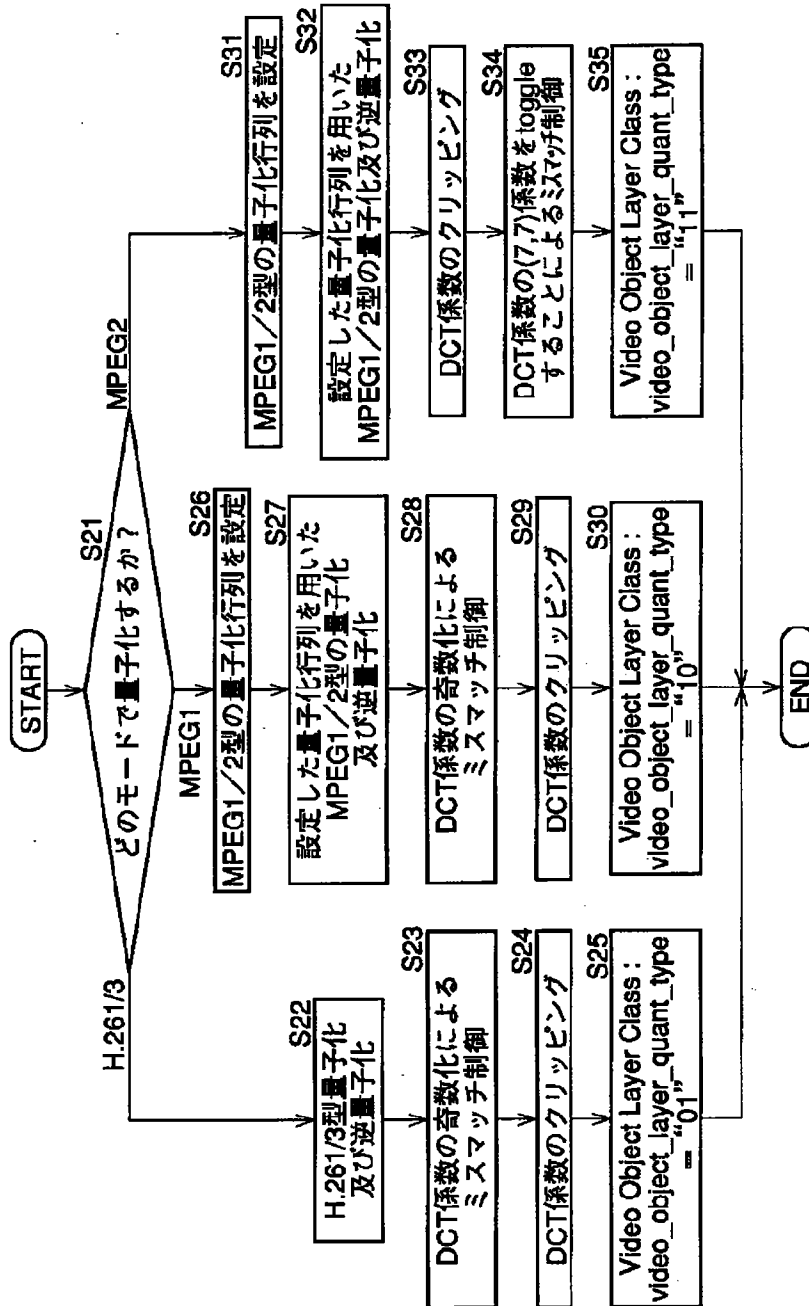 START
S21
どのモードで量子化するか？
H.261/3
MPEG1
MPEG2
S22
H.261/3型量子化
及び逆量子化
S23
DCT係数の奇数化による
ミスマッチ制御
S24
DCT係数のクリッピング
S25
Video Object Layer Class :
video_object_layer_quant_type
= “01”
S26
MPEG1／2型の量子化行列を設定
S27
設定した量子化行列を用いた
MPEG1／2型の量子化
及び逆量子化
S28
DCT係数の奇数化による
ミスマッチ制御
S29
DCT係数のクリッピング
S30
Video Object Layer Class :
video_object_layer_quant_type
= “10”
S31
MPEG1／2型の量子化行列を設定
S32
設定した量子化行列を用いた
MPEG1／2型の量子化及び逆量子化
S33
DCT係数のクリッピング
S34
DCT係数の(7,7)係数をtoggle
することによるミスマッチ制御
S35
Video Object Layer Class :
video_object_layer_quant_type
= “11”
END